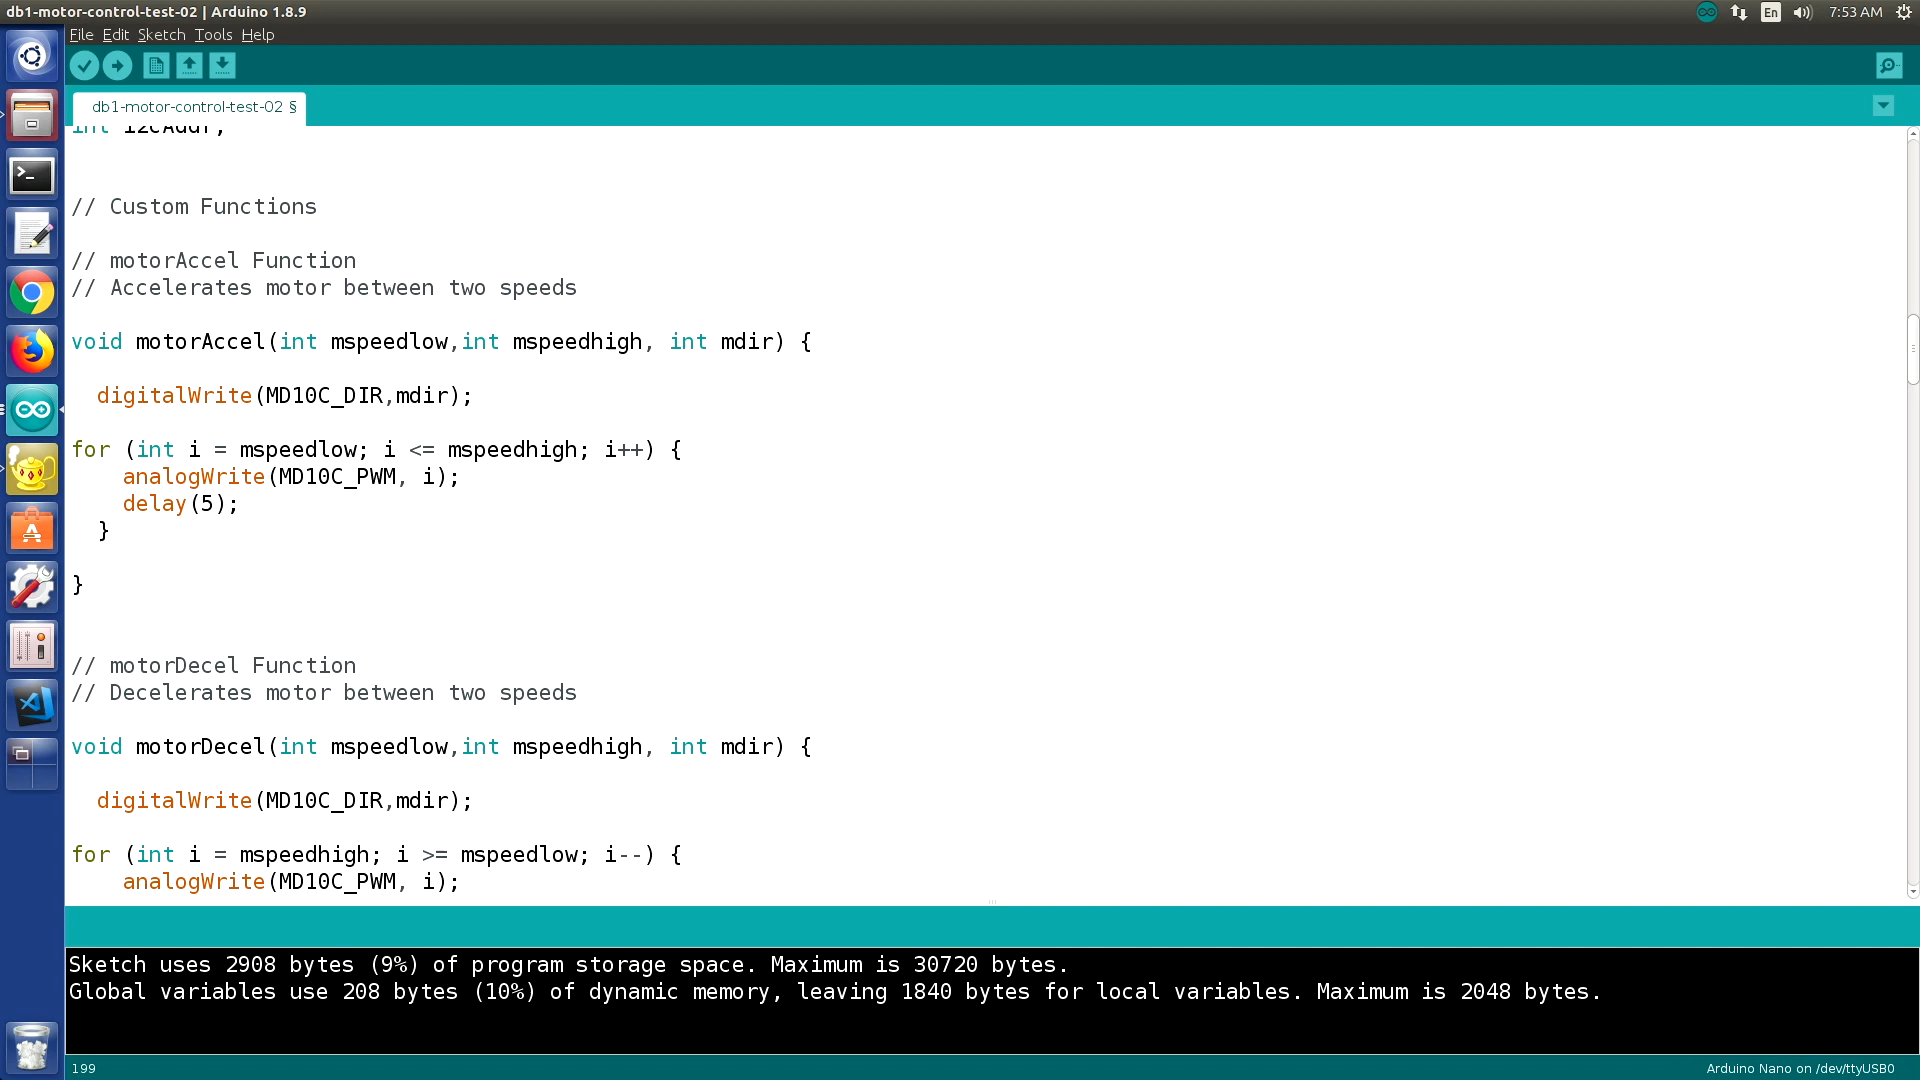 db1-motor-control-test-02 | Arduino 1.8.9
En
7:53 AM
File Edit Sketch Tools Help
db1-motor-control-test-02 §
int i2cAddr;
// Custom Functions
// motorAccel Function
// Accelerates motor between two speeds
void motorAccel(int mspeedlow,int mspeedhigh, int mdir) {
digitalWrite(MD10C_DIR,mdir);
for (int i = mspeedlow; i <= mspeedhigh; i++) {
analogWrite(MD10C_PWM, i);
delay(5);
}
}
// motorDecel Function
// Decelerates motor between two speeds
void motorDecel(int mspeedlow,int mspeedhigh, int mdir) {
digitalWrite(MD10C_DIR,mdir);
for (int i = mspeedhigh; i >= mspeedlow; i--) {
analogWrite(MD10C_PWM, i);
Sketch uses 2908 bytes (9%) of program storage space. Maximum is 30720 bytes.
Global variables use 208 bytes (10%) of dynamic memory, leaving 1840 bytes for local variables. Maximum is 2048 bytes.
199
Arduino Nano on /dev/ttyUSB0